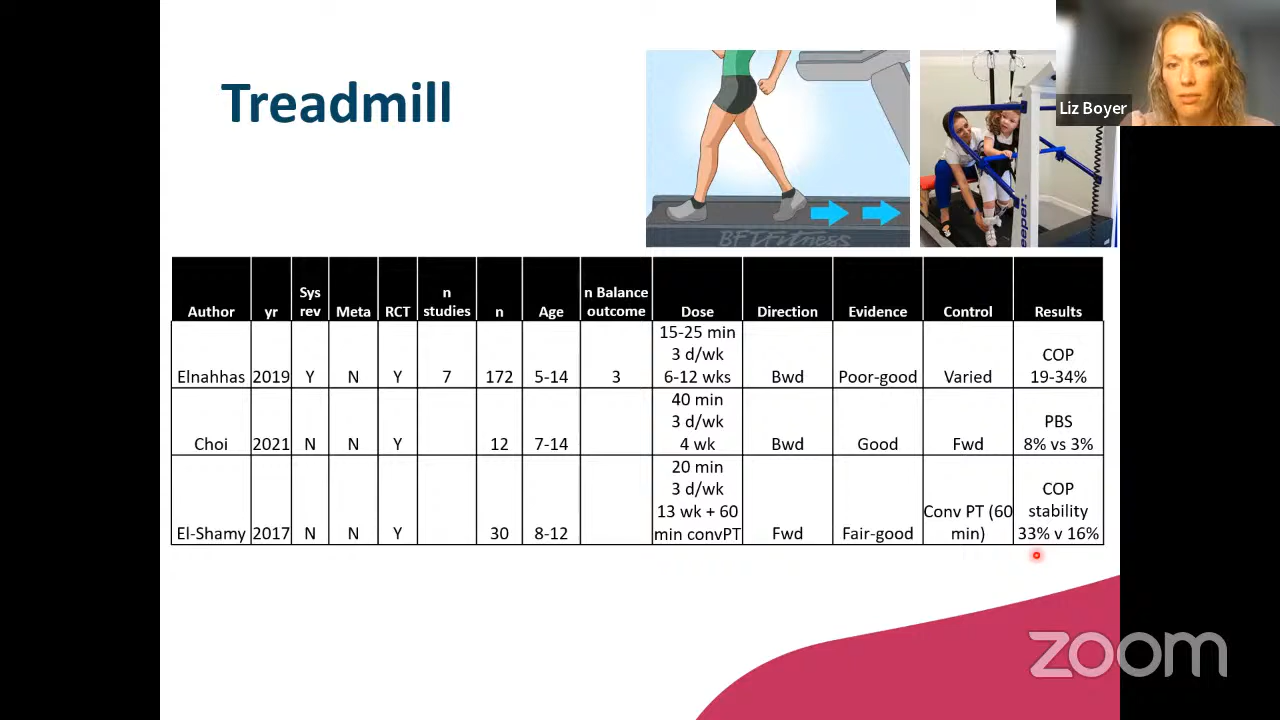 Treadmill
Liz Boyer
BFTFitness
eeper
Author yr Sys rev Meta RCT n studies n Age n Balance outcome Dose Direction Evidence Control Results
Elnahhas 2019 Y N Y 7 172 5-14 3 15-25 min 3 d/wk 6-12 wks Bwd Poor-good Varied COP 19-34%
Choi 2021 N N Y 12 7-14 40 min 3 d/wk 4 wk Bwd Good Fwd PBS 8% vs 3%
El-Shamy 2017 N N Y 30 8-12 20 min 3 d/wk 13 wk + 60 min convPT Fwd Fair-good Conv PT (60 min) COP stability 33% v 16%
zoom